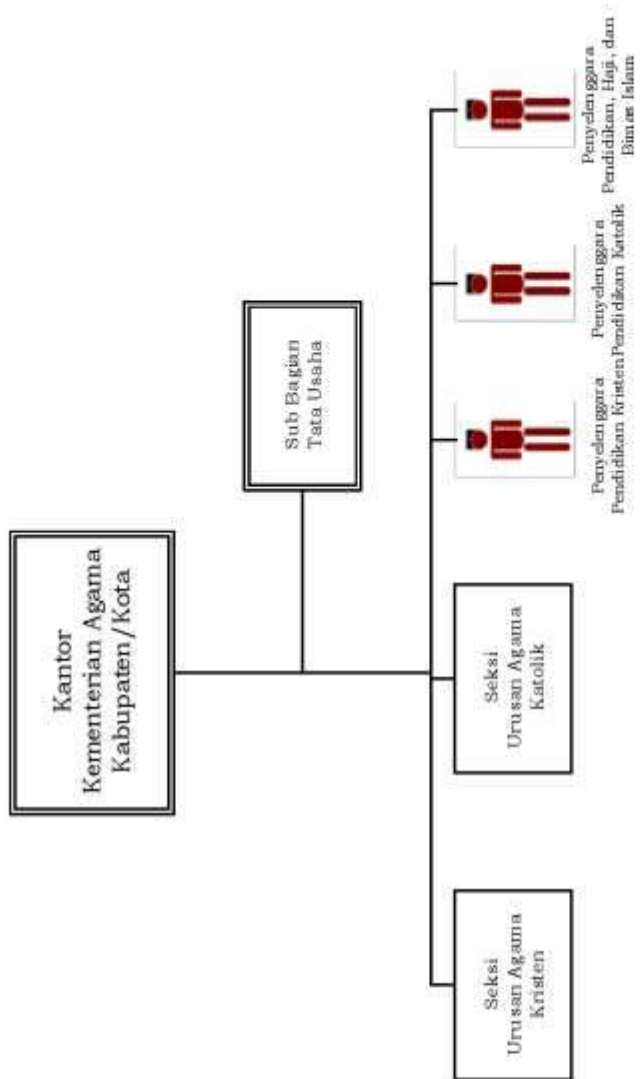 Kantor
Kementerian Agama
Kabupaten/Kota
Sub Bagian
Tata Usaha
Seksi
Urusan Agama
Kristen
Seksi
Urusan Agama
Katolik
Penyelenggara
Pendidikan Kristen
Penyelenggara
Pendidikan Katolik
Penyelenggara
Pendidikan, Haji, dan
Bimas Islam